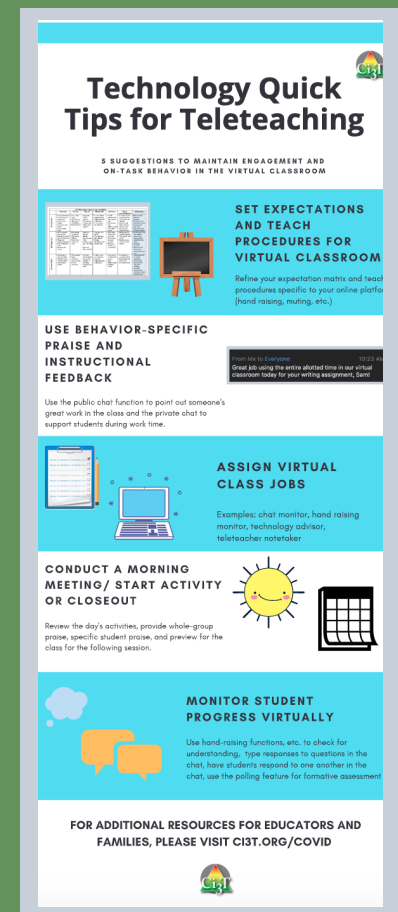 Ci3T
Technology Quick
Tips for Teleteaching
5 SUGGESTIONS TO MAINTAIN ENGAGEMENT AND
ON-TASK BEHAVIOR IN THE VIRTUAL CLASSROOM
SET EXPECTATIONS
AND TEACH
PROCEDURES FOR
VIRTUAL CLASSROOM
Refine your expectation matrix and teach
procedures specific to your online platfo
(hand raising, muting, etc.)
USE BEHAVIOR-SPECIFIC
PRAISE AND
INSTRUCTIONAL
FEEDBACK
Use the public chat function to point out someone's
great work in the class and the private chat to
support students during work time.
From Me to Everyone: 10:23 AM
Great job using the entire allotted time in our virtual
classroom today for your writing assignment, Sam!
ASSIGN VIRTUAL
CLASS JOBS
Examples: chat monitor, hand raising
monitor, technology advisor,
teleteacher notetaker
CONDUCT A MORNING
MEETING/ START ACTIVITY
OR CLOSEOUT
Review the day's activities, provide whole-group
praise, specific student praise, and preview for the
class for the following session.
MONITOR STUDENT
PROGRESS VIRTUALLY
Use hand-raising functions, etc. to check for
understanding, type responses to questions in the
chat, have students respond to one another in the
chat, use the polling feature for formative assessment
FOR ADDITIONAL RESOURCES FOR EDUCATORS AND
FAMILIES, PLEASE VISIT CI3T.ORG/COVID
Ci3T